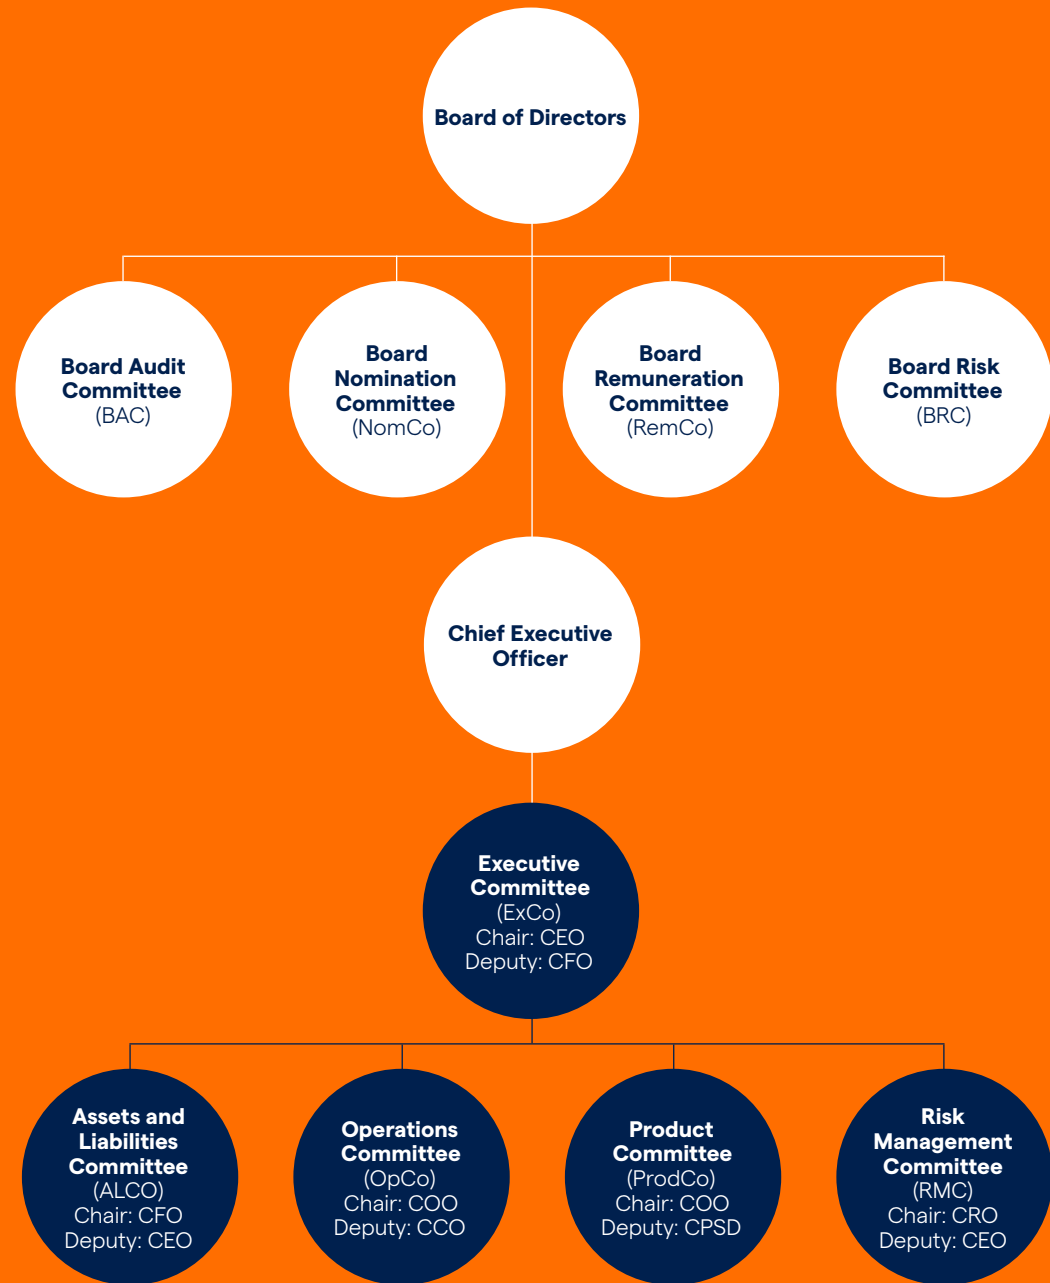 Board of Directors
Board Audit
Committee
(BAC)
Board
Nomination
Committee
(NomCo)
Board
Remuneration
Committee
(RemCo)
Board Risk
Committee
(BRC)
Chief Executive
Officer
Executive
Committee
(ExCo)
Chair: CEO
Deputy: CFO
Assets and
Liabilities
Committee
(ALCO)
Chair: CFO
Deputy: CEO
Operations
Committee
(OpCo)
Chair: COO
Deputy: CCO
Product
Committee
(ProdCo)
Chair: COO
Deputy: CPSD
Risk
Management
Committee
(RMC)
Chair: CRO
Deputy: CEO